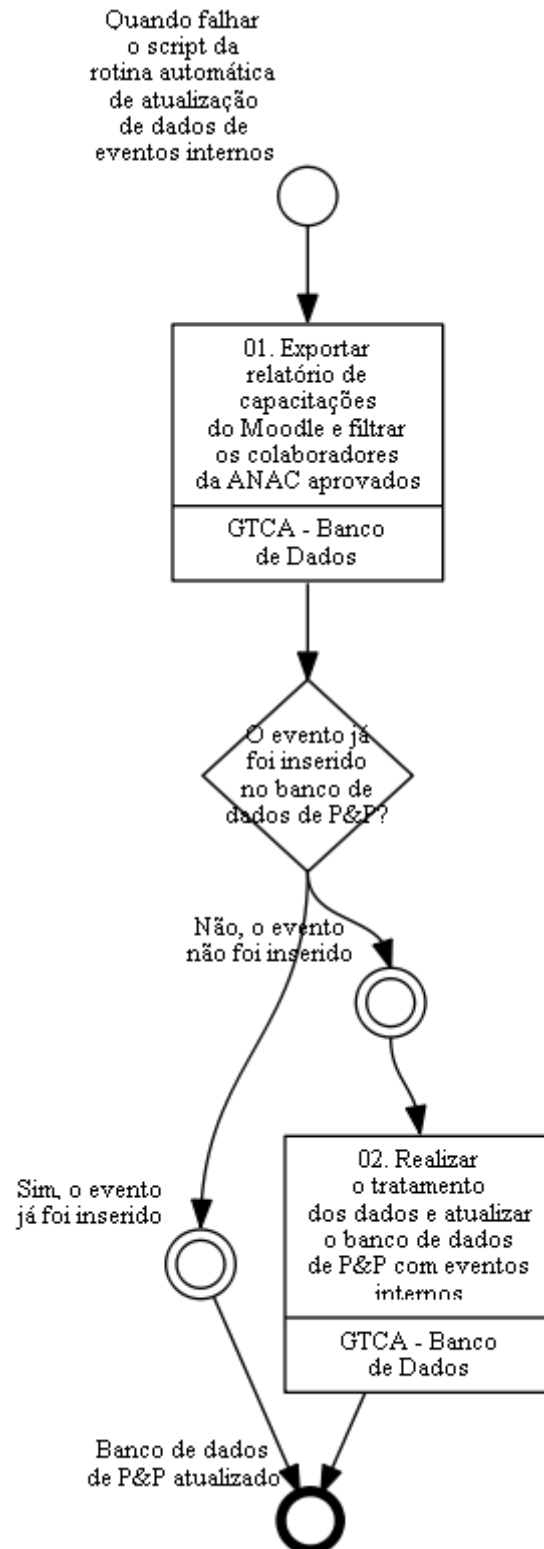 Quando falhar
o script da
rotina automática
de atualização
de dados de
eventos internos
01. Exportar
relatório de
capacitações
do Moodle e filtrar
os colaboradores
da ANAC aprovados
GTCA - Banco
de Dados
O evento já
foi inserido
no banco de
dados de P&P?
Não, o evento
não foi inserido
Sim, o evento
já foi inserido
02. Realizar
o tratamento
dos dados e atualizar
o banco de dados
de P&P com eventos
internos
GTCA - Banco
de Dados
Banco de dados
de P&P atualizado